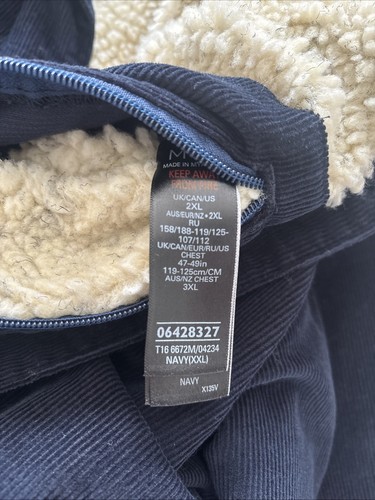 MADE IN
KEEP AWAY
FROM FIRE
UK/CAN/US
2XL
AUS/EUR/NZ • 2XL
RU
158/188-119/125-
107/112
UK/CAN/EUR/RU/US
CHEST
47-49in
119-125cm/CM
AUS/NZ CHEST
3XL
06428327
T16 6672M/04234
NAVY(XXL)
NAVY
X135V